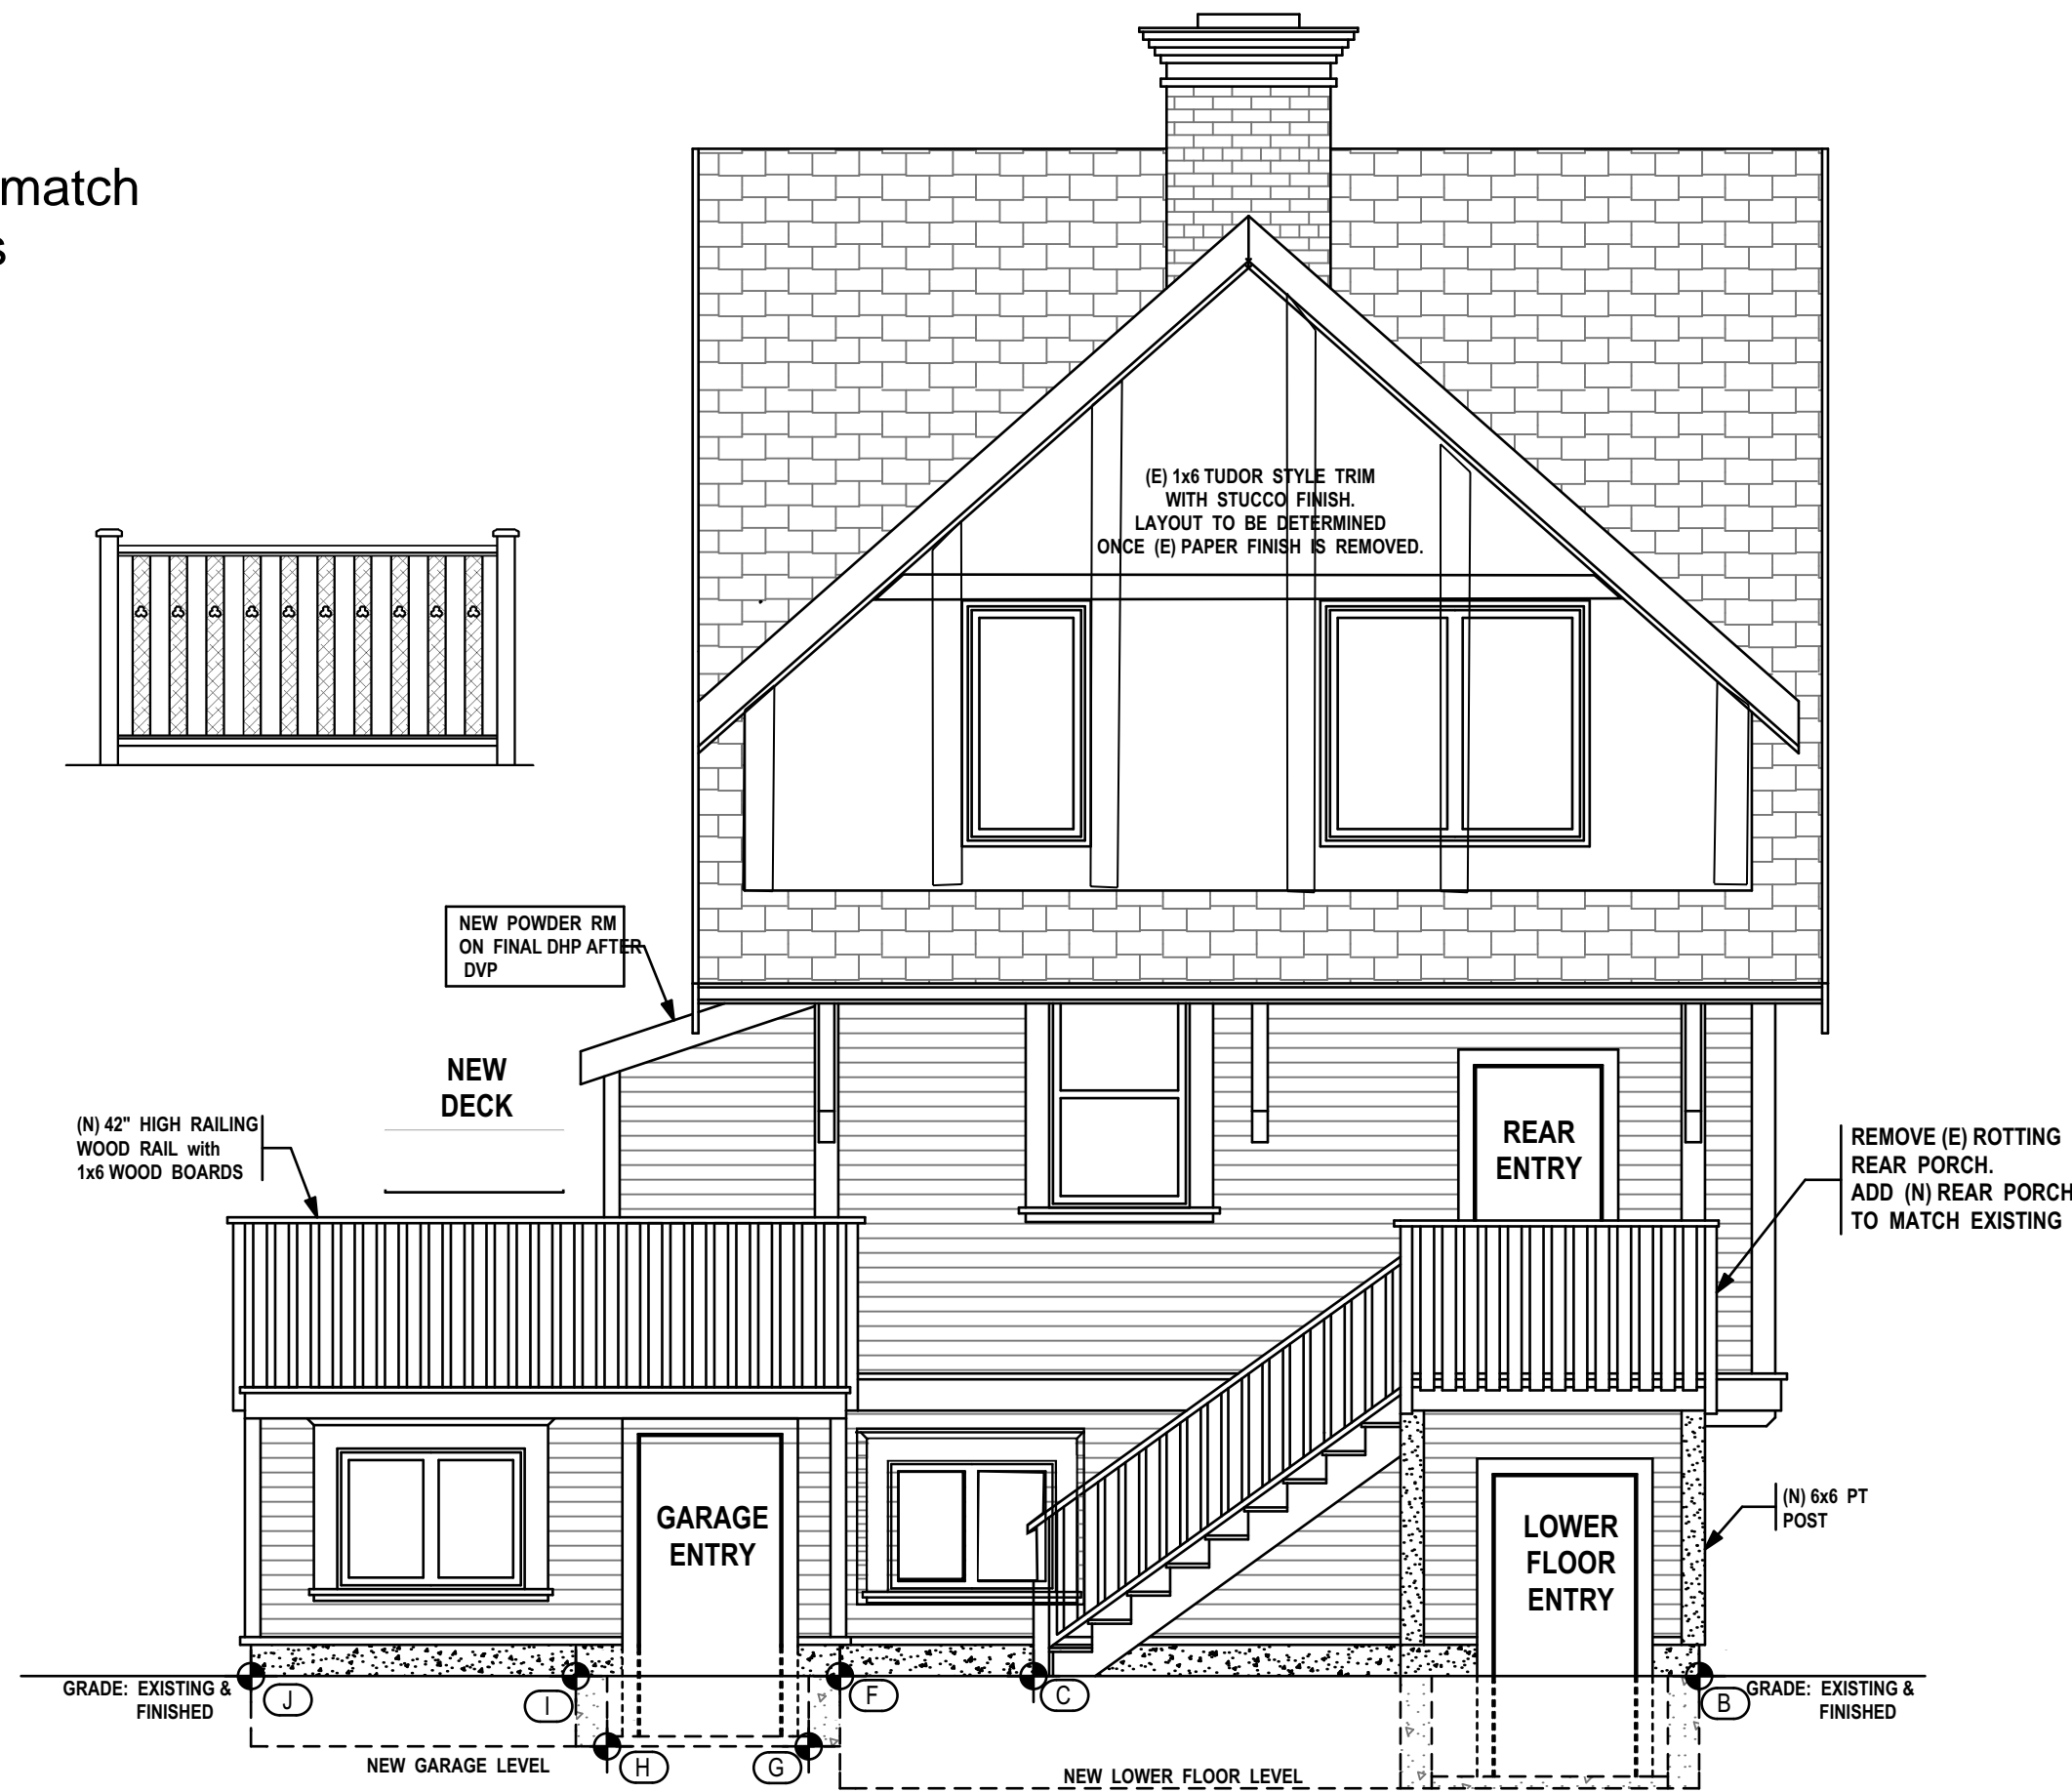 match
s
(E) 1x6 TUDOR STYLE TRIM
WITH STUCCO FINISH.
LAYOUT TO BE DETERMINED
ONCE (E) PAPER FINISH IS REMOVED.
NEW POWDER RM
ON FINAL DHP AFTER
DVP
NEW
DECK
(N) 42" HIGH RAILING
WOOD RAIL with
1x6 WOOD BOARDS
REAR
ENTRY
REMOVE (E) ROTTING
REAR PORCH.
ADD (N) REAR PORCH
TO MATCH EXISTING
GARAGE
ENTRY
LOWER
FLOOR
ENTRY
(N) 6x6 PT
POST
GRADE: EXISTING &
FINISHED
J
I
F
C
B
GRADE: EXISTING &
FINISHED
NEW GARAGE LEVEL
H
G
NEW LOWER FLOOR LEVEL